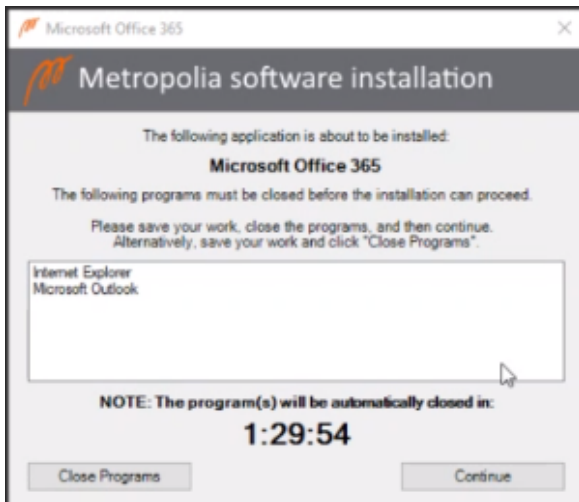 Microsoft Office 365
Metropolia software installation
The following application is about to be installed:
Microsoft Office 365
The following programs must be closed before the installation can proceed.
Please save your work, close the programs, and then continue.
Alternatively, save your work and click "Close Programs".
Internet Explorer
Microsoft Outlook
NOTE: The program(s) will be automatically closed in:
1:29:54
Close Programs
Continue